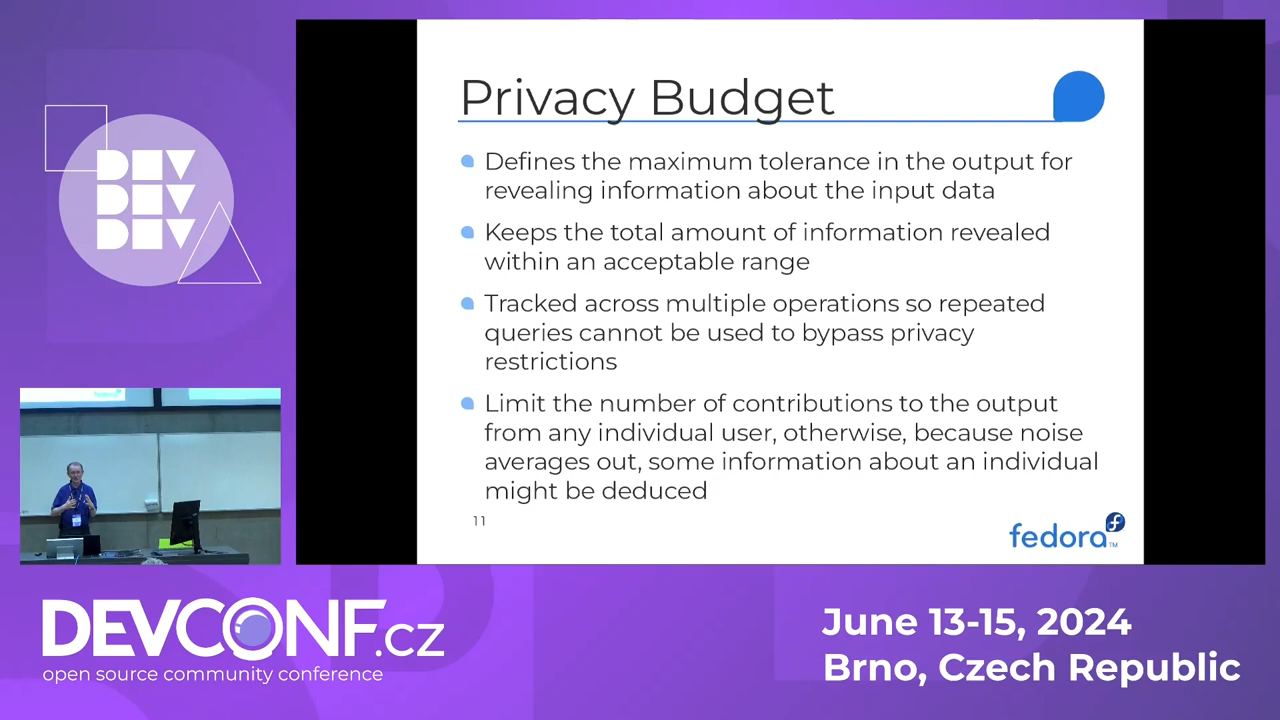 DEV
DEV
DEV
Privacy Budget
Defines the maximum tolerance in the output for
revealing information about the input data
Keeps the total amount of information revealed
within an acceptable range
Tracked across multiple operations so repeated
queries cannot be used to bypass privacy
restrictions
Limit the number of contributions to the output
from any individual user, otherwise, because noise
averages out, some information about an individual
might be deduced
11
fedora™
DEVCONF.cz
open source community conference
June 13-15, 2024
Brno, Czech Republic